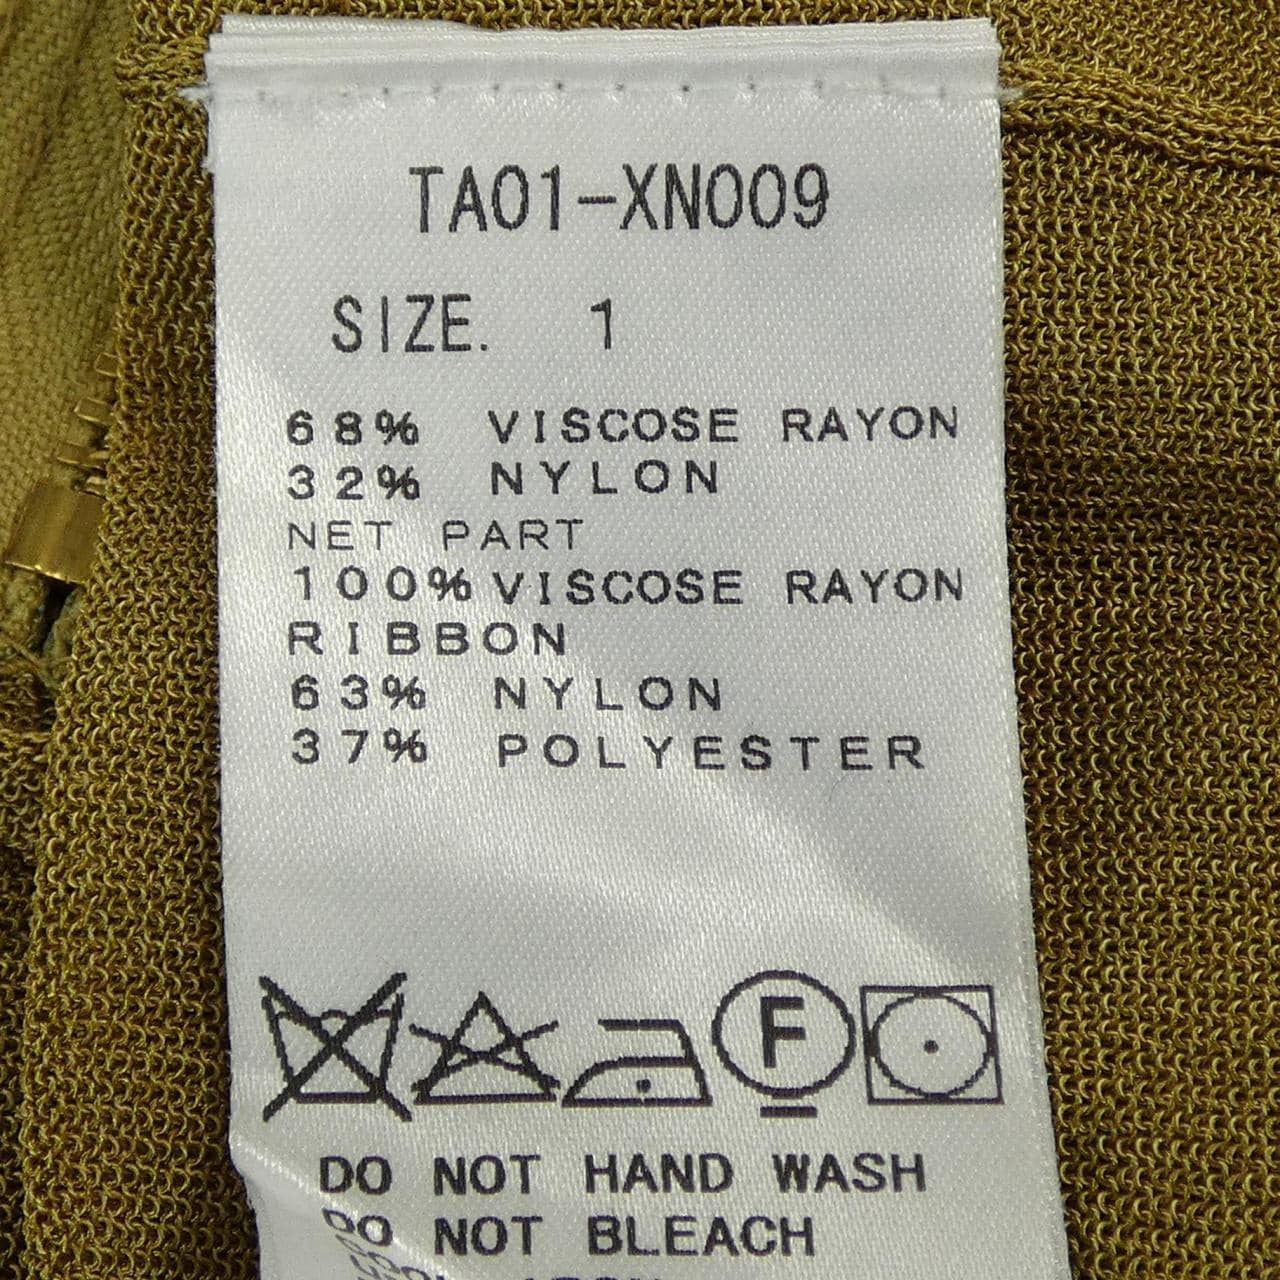 TA01-XN009
SIZE. 1
68% VISCOSE RAYON
32% NYLON
NET PART
100% VISCOSE RAYON
RIBBON
63% NYLON
37% POLYESTER
F
DO NOT HAND WASH
DO NOT BLEACH